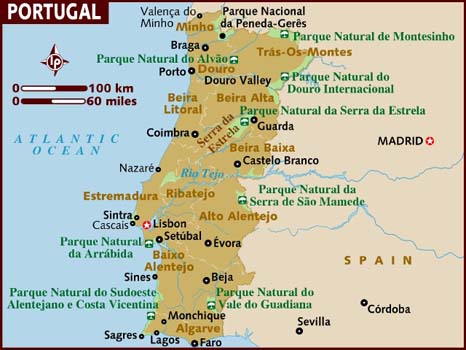 PORTUGAL
Valença do
Minho
Parque Nacional
da Peneda-Gerês
Minho
Parque Natural de Montesinho
Braga
Trás-Os-Montes
Parque Natural do Alvão
Porto
Douro
Parque Natural do
Douro Internacional
Douro Valley
lp
0 100 km
0 60 miles
Beira
Litoral
Beira Alta
Parque Natural da Serra da Estrela
Serra da
Estrela
Guarda
Coimbra
ATLANTIC
OCEAN
MADRID
Beira Baixa
Castelo Branco
Nazaré
Rio Tejo
Estremadura
Ribatejo
Parque Natural da
Serra de São Mamede
Alto Alentejo
Sintra
Cascais
Lisbon
Setúbal
Parque Natural
da Arrábida
Évora
Baixo
Alentejo
SPAIN
Sines
Beja
Parque Natural do Sudoeste
Alentejano e Costa Vicentina
Parque Natural do
Vale do Guadiana
Córdoba
Monchique
Algarve
Sevilla
Sagres
Lagos
Faro